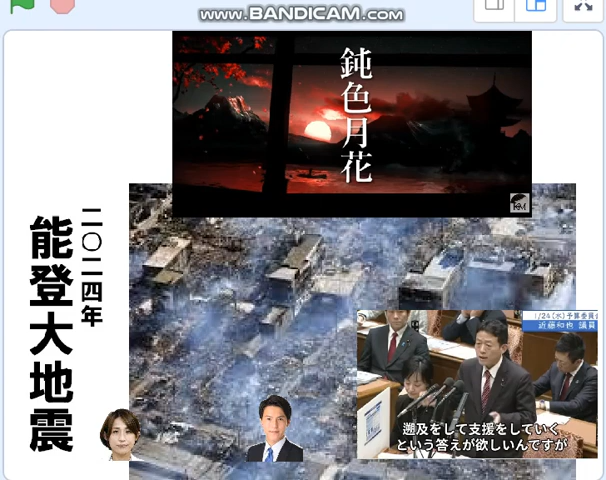 www.BANDICAM.com
鈍色月花
KM
二〇二四年
能登大地震
1/24(水)予算委員会
近藤和也 議員
遡及をして支援をしていく
という答えが欲しいんですが